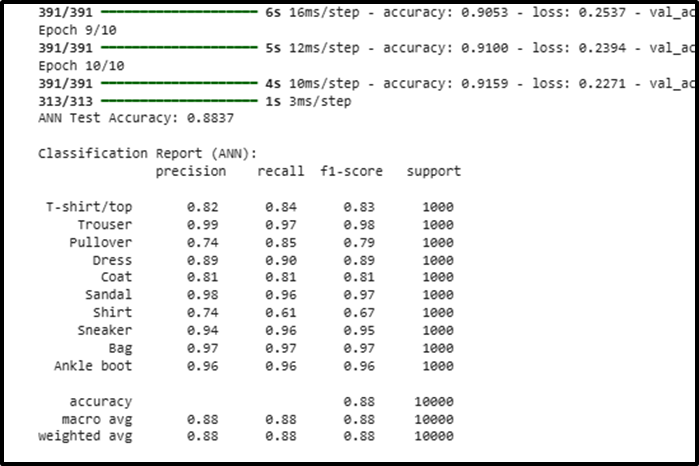 391/391 ━━━━━━━━━━━━━━━━━━━━ 6s 16ms/step - accuracy: 0.9053 - loss: 0.2537 - val_ac
Epoch 9/10
391/391 ━━━━━━━━━━━━━━━━━━━━ 5s 12ms/step - accuracy: 0.9100 - loss: 0.2394 - val_ac
Epoch 10/10
391/391 ━━━━━━━━━━━━━━━━━━━━ 4s 10ms/step - accuracy: 0.9159 - loss: 0.2271 - val_ac
313/313 ━━━━━━━━━━━━━━━━━━━━ 1s 3ms/step
ANN Test Accuracy: 0.8837
Classification Report (ANN):
precision recall f1-score support
T-shirt/top 0.82 0.84 0.83 1000
Trouser 0.99 0.97 0.98 1000
Pullover 0.74 0.85 0.79 1000
Dress 0.89 0.90 0.89 1000
Coat 0.81 0.81 0.81 1000
Sandal 0.98 0.96 0.97 1000
Shirt 0.74 0.61 0.67 1000
Sneaker 0.94 0.96 0.95 1000
Bag 0.97 0.97 0.97 1000
Ankle boot 0.96 0.96 0.96 1000
accuracy 0.88 10000
macro avg 0.88 0.88 0.88 10000
weighted avg 0.88 0.88 0.88 10000